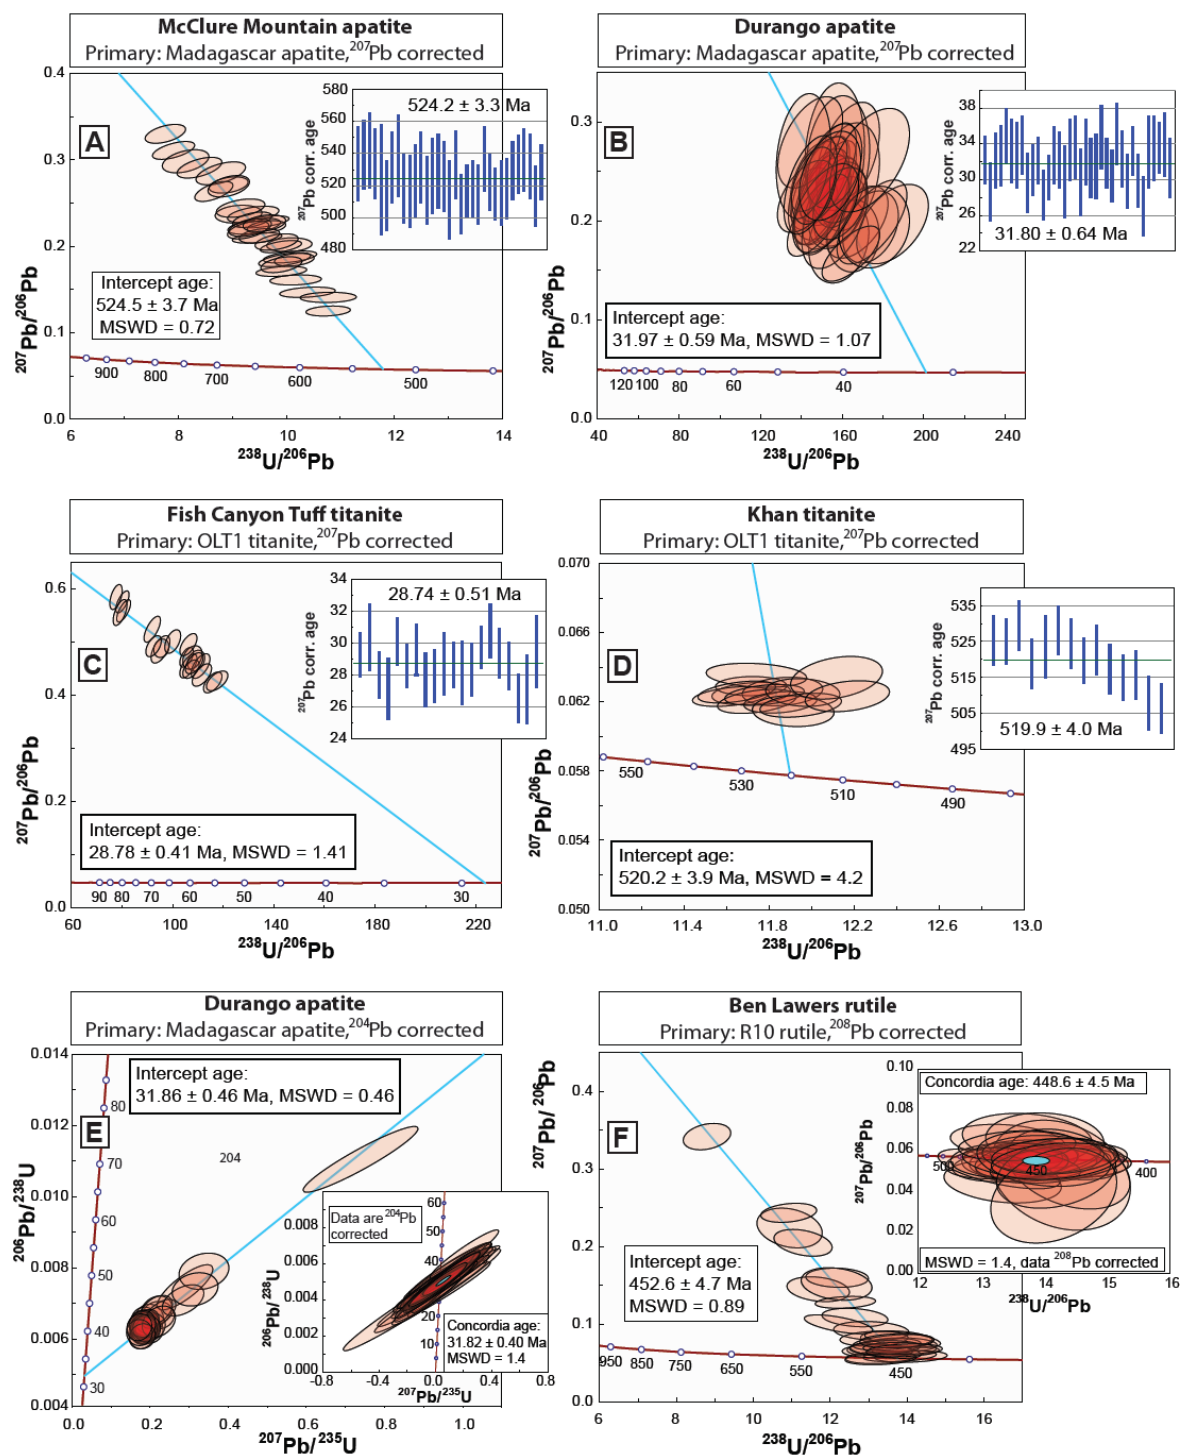 McClure Mountain apatite
Primary: Madagascar apatite,²⁰⁷Pb corrected
A
0.4
0.3
0.2
0.1
0.0
²⁰⁷Pb/²⁰⁶Pb
6 8 10 12 14
²³⁸U/²⁰⁶Pb
900 800 700 600 500
Intercept age:
524.5 ± 3.7 Ma
MSWD = 0.72
580
560
540
520
500
480
²⁰⁷Pb corr. age
524.2 ± 3.3 Ma
Durango apatite
Primary: Madagascar apatite,²⁰⁷Pb corrected
B
0.3
0.2
0.1
0.0
²⁰⁷Pb/²⁰⁶Pb
40 80 120 160 200 240
²³⁸U/²⁰⁶Pb
120 100 80 60 40
Intercept age:
31.97 ± 0.59 Ma, MSWD = 1.07
38
34
30
26
22
²⁰⁷Pb corr. age
31.80 ± 0.64 Ma
Fish Canyon Tuff titanite
Primary: OLT1 titanite,²⁰⁷Pb corrected
C
0.6
0.4
0.2
0.0
²⁰⁷Pb/²⁰⁶Pb
60 100 140 180 220
²³⁸U/²⁰⁶Pb
90 80 70 60 50 40 30
Intercept age:
28.78 ± 0.41 Ma, MSWD = 1.41
34
32
30
28
26
24
²⁰⁷Pb corr. age
28.74 ± 0.51 Ma
Khan titanite
Primary: OLT1 titanite,²⁰⁷Pb corrected
D
0.070
0.066
0.062
0.058
0.054
0.050
²⁰⁷Pb/²⁰⁶Pb
11.0 11.4 11.8 12.2 12.6 13.0
²³⁸U/²⁰⁶Pb
550 530 510 490
Intercept age:
520.2 ± 3.9 Ma, MSWD = 4.2
535
525
515
505
495
²⁰⁷Pb corr. age
519.9 ± 4.0 Ma
Durango apatite
Primary: Madagascar apatite,²⁰⁴Pb corrected
E
0.014
0.012
0.010
0.008
0.006
0.004
²⁰⁶Pb/²³⁸U
0.0 0.2 0.4 0.6 0.8 1.0
²⁰⁷Pb/²³⁵U
80
70
60
50
40
30
Intercept age:
31.86 ± 0.46 Ma, MSWD = 0.46
204
Data are ²⁰⁴Pb
corrected
0.008
0.006
0.004
0.002
0.000
²⁰⁶Pb/²³⁸U
60
50
40
20
10
-0.8 -0.4 0.0 0.4 0.8
²⁰⁷Pb/²³⁵U
Concordia age:
31.82 ± 0.40 Ma
MSWD = 1.4
Ben Lawers rutile
Primary: R10 rutile,²⁰⁸Pb corrected
F
0.4
0.3
0.2
0.1
0.0
²⁰⁷Pb/²⁰⁶Pb
6 8 10 12 14 16
²³⁸U/²⁰⁶Pb
950 850 750 650 550 450
Intercept age:
452.6 ± 4.7 Ma
MSWD = 0.89
Concordia age: 448.6 ± 4.5 Ma
0.10
0.08
0.06
0.04
0.02
0.00
²⁰⁷Pb/²⁰⁶Pb
500 450 400
MSWD = 1.4, data ²⁰⁸Pb corrected
12 13 14 15 16
²³⁸U/²⁰⁶Pb